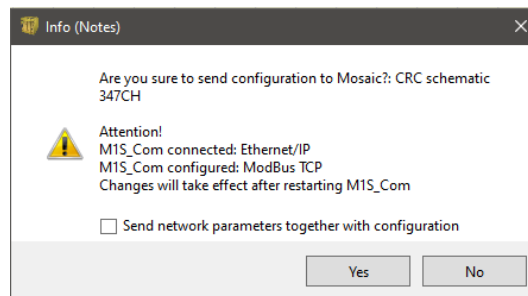 Info (Notes)
Are you sure to send configuration to Mosaic?: CRC schematic
347CH
Attention!
M1S_Com connected: Ethernet/IP
M1S_Com configured: ModBus TCP
Changes will take effect after restarting M1S_Com
Send network parameters together with configuration
Yes
No